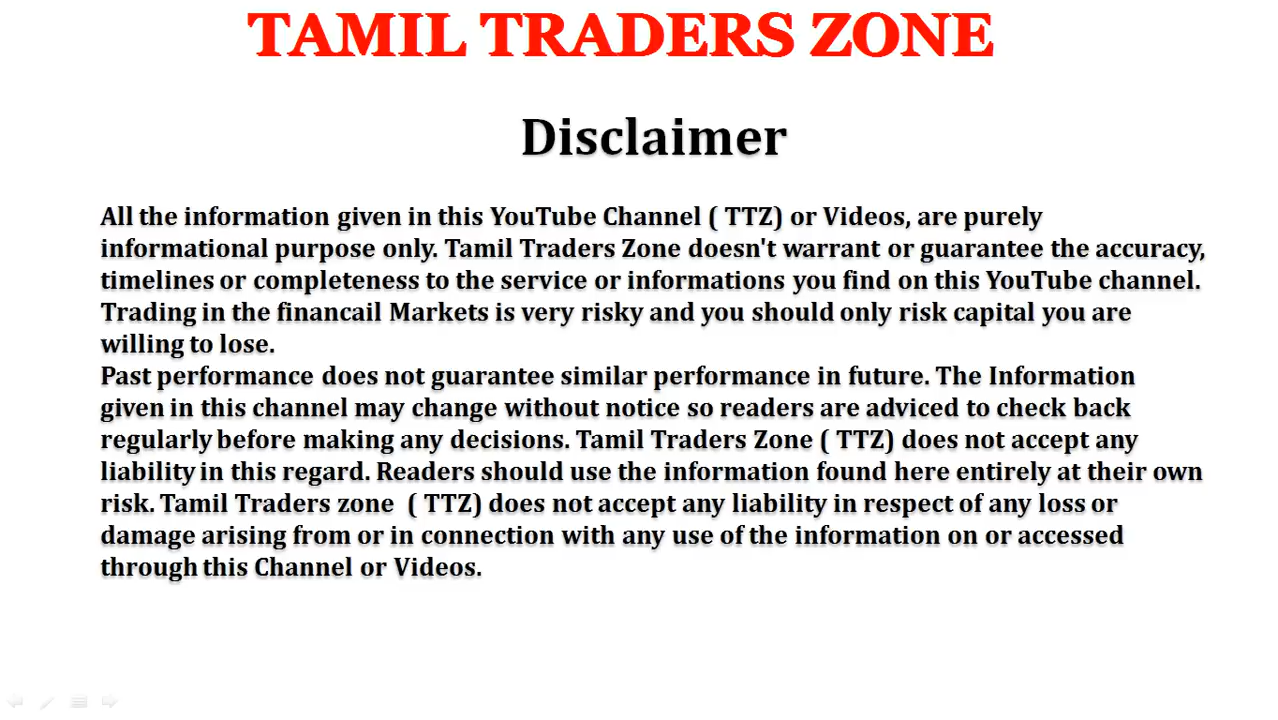 TAMIL TRADERS ZONE
Disclaimer
All the information given in this YouTube Channel ( TTZ) or Videos, are purely
informational purpose only. Tamil Traders Zone doesn't warrant or guarantee the accuracy,
timelines or completeness to the service or informations you find on this YouTube channel.
Trading in the financail Markets is very risky and you should only risk capital you are
willing to lose.
Past performance does not guarantee similar performance in future. The Information
given in this channel may change without notice so readers are adviced to check back
regularly before making any decisions. Tamil Traders Zone ( TTZ) does not accept any
liability in this regard. Readers should use the information found here entirely at their own
risk. Tamil Traders zone  ( TTZ) does not accept any liability in respect of any loss or
damage arising from or in connection with any use of the information on or accessed
through this Channel or Videos.